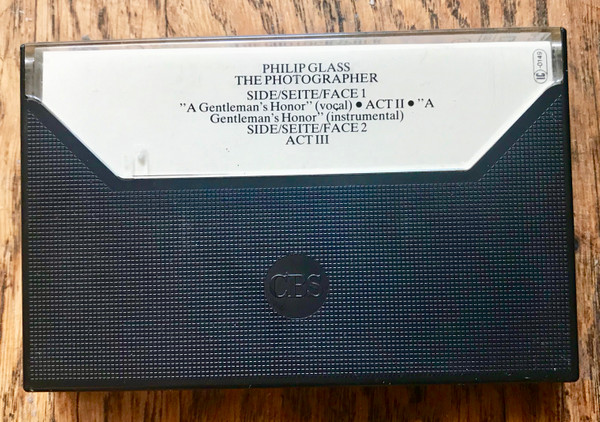 PHILIP GLASS
THE PHOTOGRAPHER
SIDE/SEITE/FACE 1
"A Gentleman's Honor" (vocal) ● ACT II ● "A
Gentleman's Honor" (instrumental)
SIDE/SEITE/FACE 2
ACT III
CBS